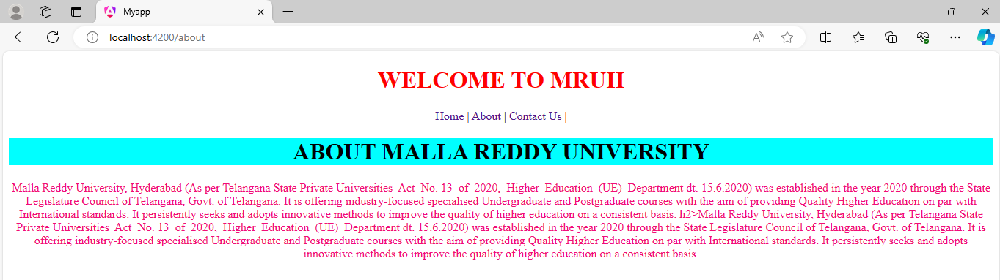 Myapp
localhost:4200/about
WELCOME TO MRUH
Home | About | Contact Us |
ABOUT MALLA REDDY UNIVERSITY
Malla Reddy University, Hyderabad (As per Telangana State Private Universities Act No. 13 of 2020, Higher Education (UE) Department dt. 15.6.2020) was established in the year 2020 through the State
Legislature Council of Telangana, Govt. of Telangana. It is offering industry-focused specialised Undergraduate and Postgraduate courses with the aim of providing Quality Higher Education on par with
International standards. It persistently seeks and adopts innovative methods to improve the quality of higher education on a consistent basis. h2>Malla Reddy University, Hyderabad (As per Telangana State
Private Universities Act No. 13 of 2020, Higher Education (UE) Department dt. 15.6.2020) was established in the year 2020 through the State Legislature Council of Telangana, Govt. of Telangana. It is
offering industry-focused specialised Undergraduate and Postgraduate courses with the aim of providing Quality Higher Education on par with International standards. It persistently seeks and adopts
innovative methods to improve the quality of higher education on a consistent basis.